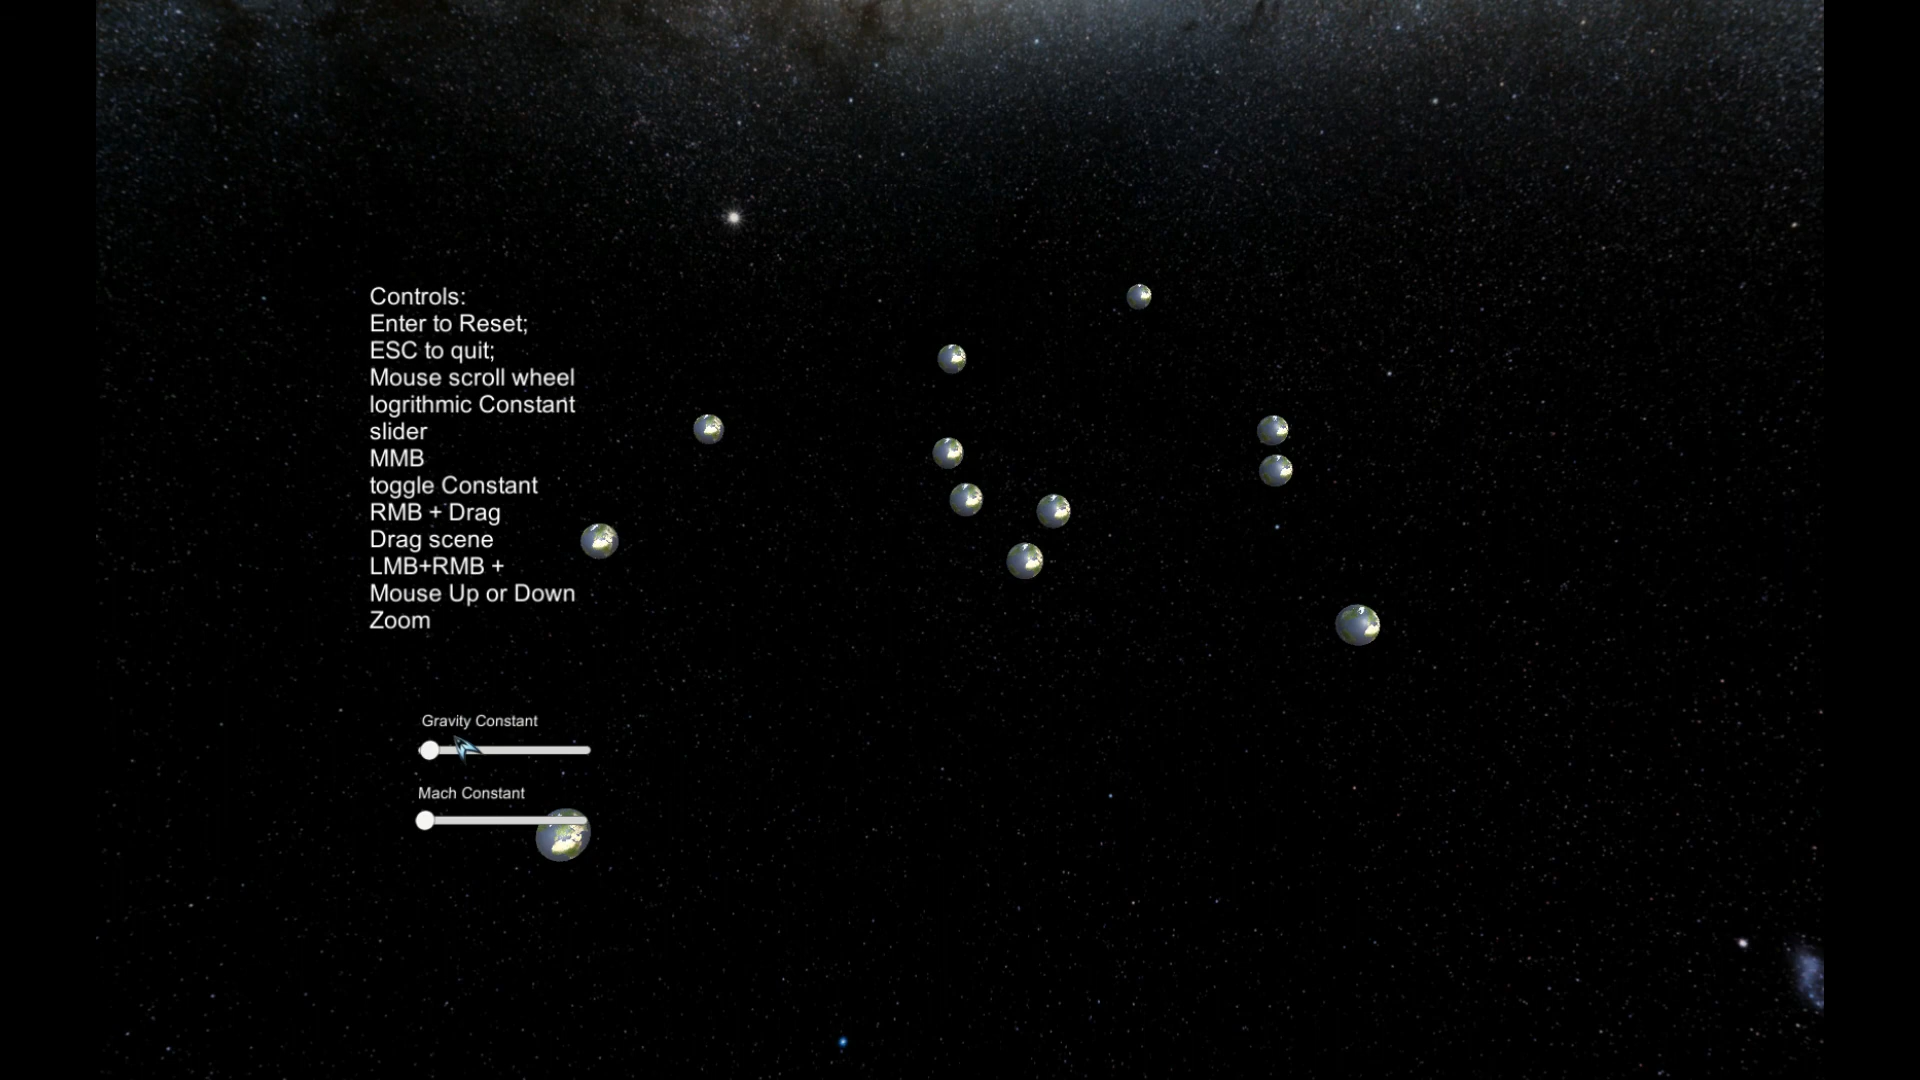 Controls:
Enter to Reset;
ESC to quit;
Mouse scroll wheel
logrithmic Constant
slider
MMB
toggle Constant
RMB + Drag
Drag scene
LMB+RMB +
Mouse Up or Down
Zoom
Gravity Constant
Mach Constant